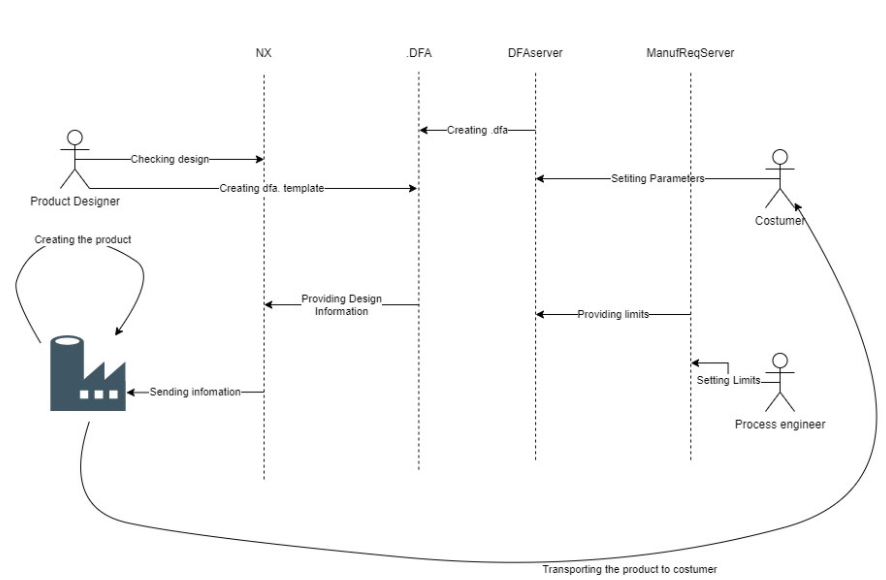 NX
.DFA
DFAserver
ManufReqServer
Creating .dfa
Checking design
Setiting Parameters
Creating dfa. template
Product Designer
Costumer
Creating the product
Providing Design
Information
Providing limits
Setting Limits
Sending infomation
Process engineer
Transporting the product to costumer